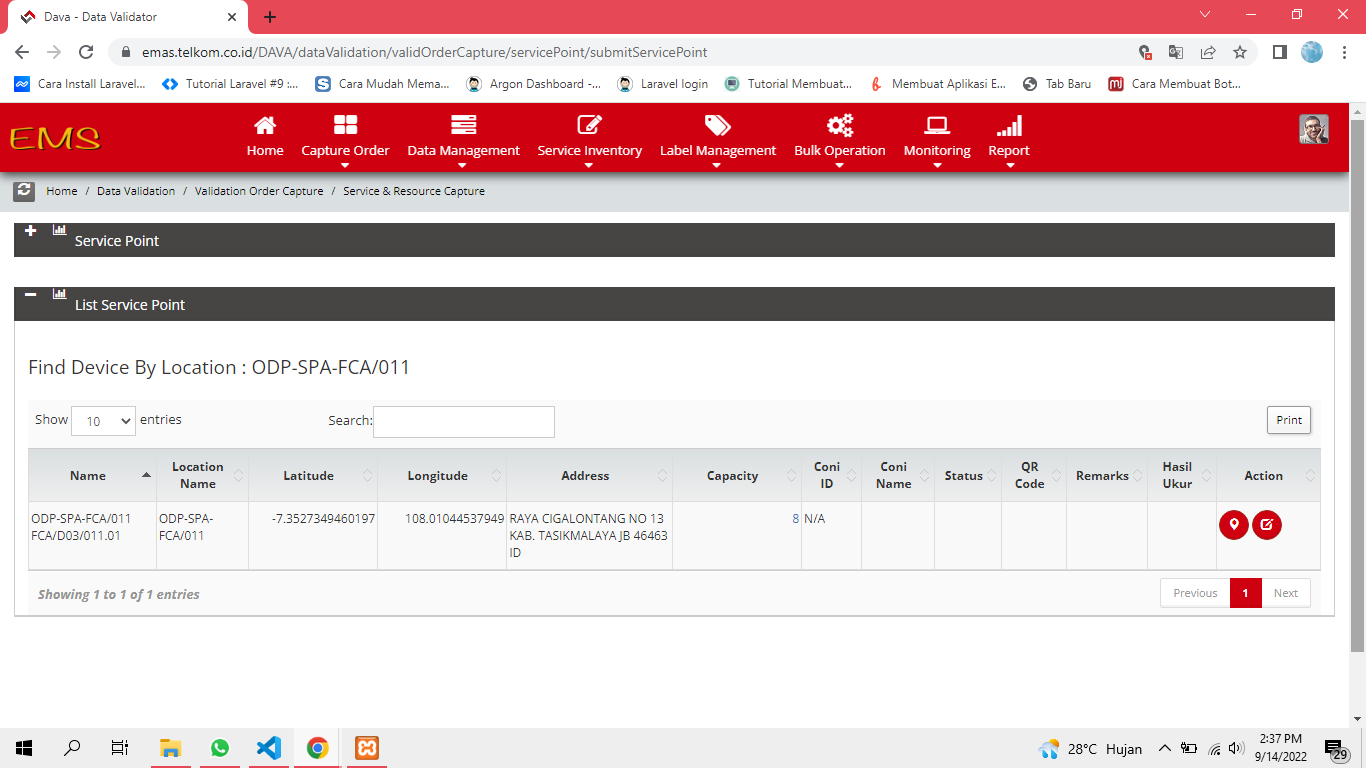 Dava - Data Validator
emas.telkom.co.id/DAVA/dataValidation/validOrderCapture/servicePoint/submitServicePoint
Cara Install Laravel... Tutorial Laravel #9 :... Cara Mudah Mema... Argon Dashboard -... Laravel login Tutorial Membuat... Membuat Aplikasi E... Tab Baru Cara Membuat Bot...
EMS
Home Capture Order Data Management Service Inventory Label Management Bulk Operation Monitoring Report
Home / Data Validation / Validation Order Capture / Service & Resource Capture
Service Point
List Service Point
Find Device By Location : ODP-SPA-FCA/011
Show 10 entries Search: Print
Name Location Name Latitude Longitude Address Capacity Coni ID Coni Name Status QR Code Remarks Hasil Ukur Action
ODP-SPA-FCA/011 ODP-SPA- -7.3527349460197 108.01044537949 RAYA CIGALONTANG NO 13 8 N/A
FCA/D03/011.01 FCA/011 KAB. TASIKMALAYA JB 46463
ID
Showing 1 to 1 of 1 entries Previous 1 Next
28°C Hujan 2:37 PM
9/14/2022 29